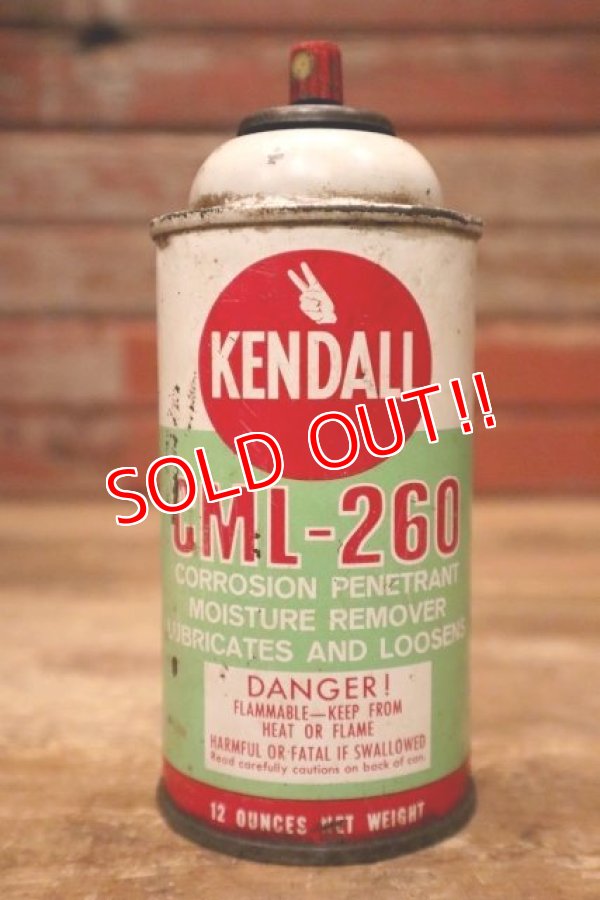 KENDALL
SOLD OUT!!
CML-260
CORROSION PENETRANT
MOISTURE REMOVER
LUBRICATES AND LOOSENS
DANGER!
FLAMMABLE—KEEP FROM
HEAT OR FLAME
HARMFUL OR FATAL IF SWALLOWED
Read carefully cautions on back of can.
12 OUNCES NET WEIGHT